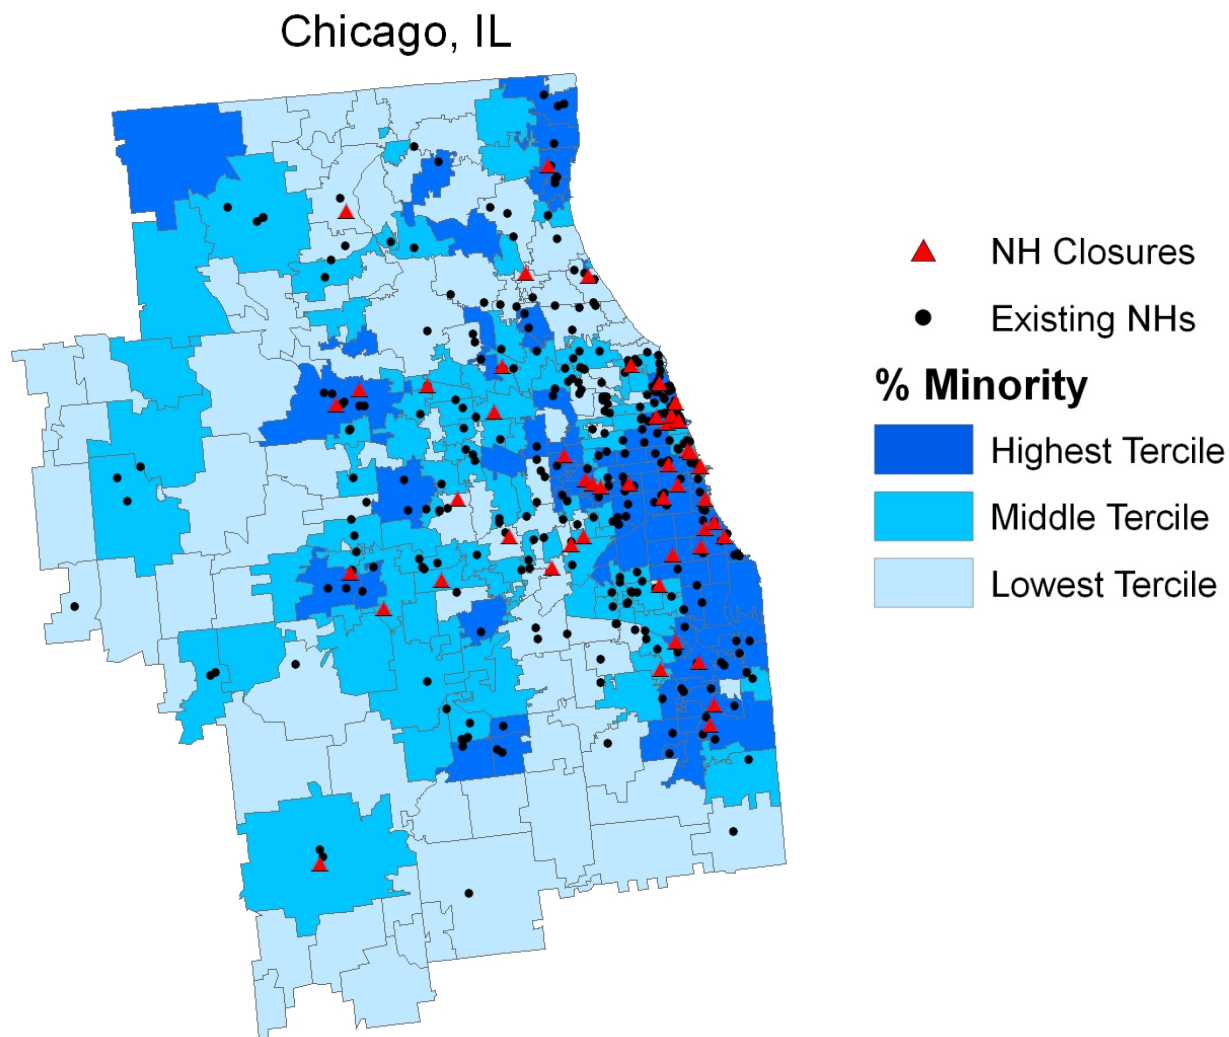 Chicago, IL
NH Closures
Existing NHs
% Minority
Highest Tercile
Middle Tercile
Lowest Tercile